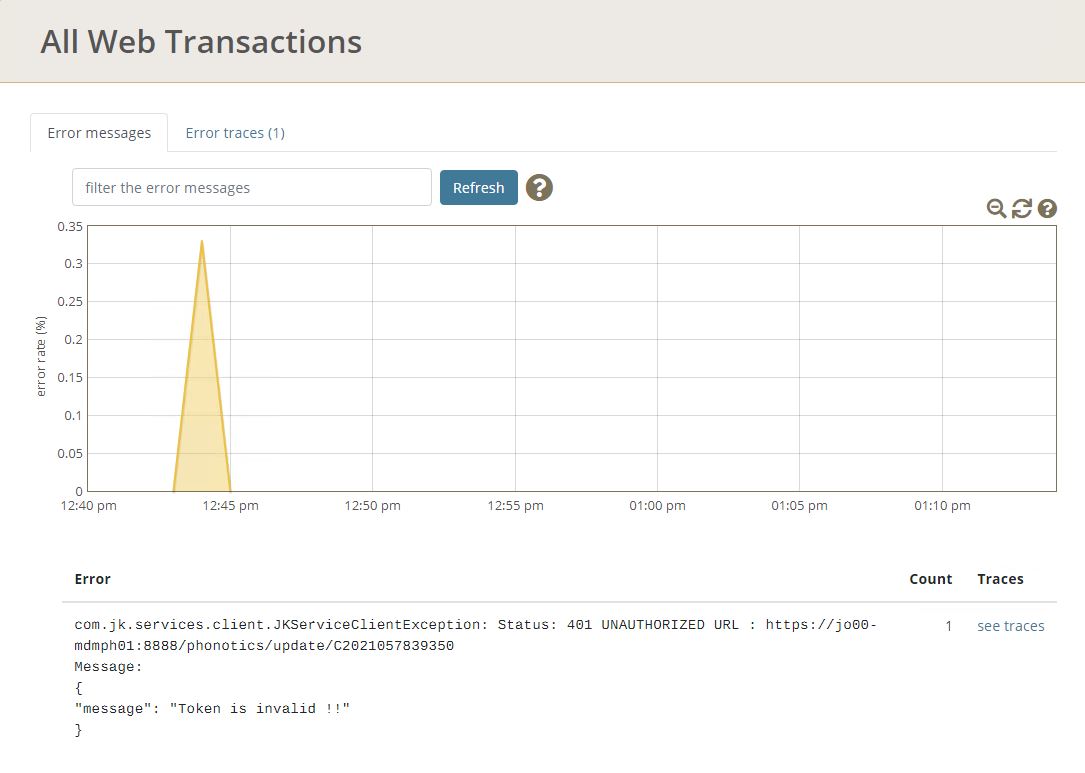 All Web Transactions
Error messages
Error traces (1)
filter the error messages
Refresh
?
?
0.35
0.3
0.25
0.2
0.15
0.1
0.05
0
error rate (%)
12:40 pm
12:45 pm
12:50 pm
12:55 pm
01:00 pm
01:05 pm
01:10 pm
Error
Count
Traces
com.jk.services.client.JKServiceClientException: Status: 401 UNAUTHORIZED URL : https://jo00-
1
see traces
mdmph01:8888/phonotics/update/C2021057839350
Message:
{
"message": "Token is invalid !!"
}